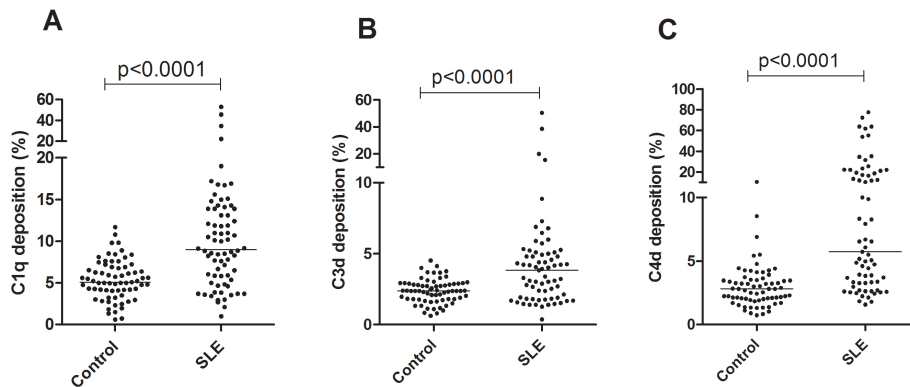 A
p<0.0001
C1q deposition (%)
60
40
20
20
15
10
5
0
Control
SLE
B
p<0.0001
C3d deposition (%)
60
40
20
10
5
0
Control
SLE
C
p<0.0001
C4d deposition (%)
100
80
60
40
20
10
5
0
Control
SLE